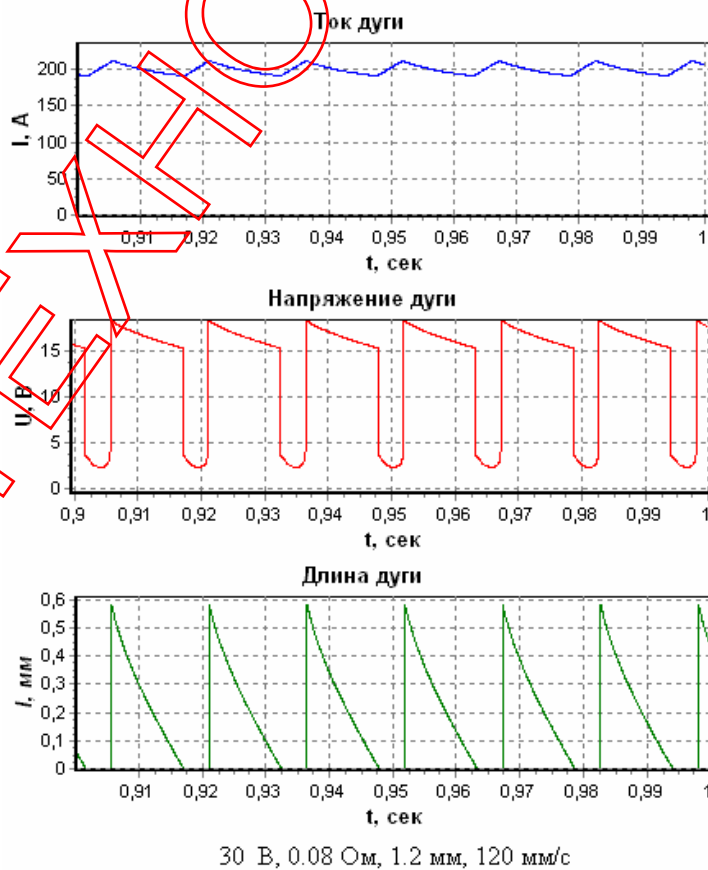 Ток дуги
I, А
200
150
100
50
0
0,91 0,92 0,93 0,94 0,95 0,96 0,97 0,98 0,99 1
t, сек
Напряжение дуги
U, В
15
10
5
0
0,9 0,91 0,92 0,93 0,94 0,95 0,96 0,97 0,98 0,99 1
t, сек
Длина дуги
l, мм
0,6
0,5
0,4
0,3
0,2
0,1
0
0,91 0,92 0,93 0,94 0,95 0,96 0,97 0,98 0,99 1
t, сек
30 В, 0.08 Ом, 1.2 мм, 120 мм/с